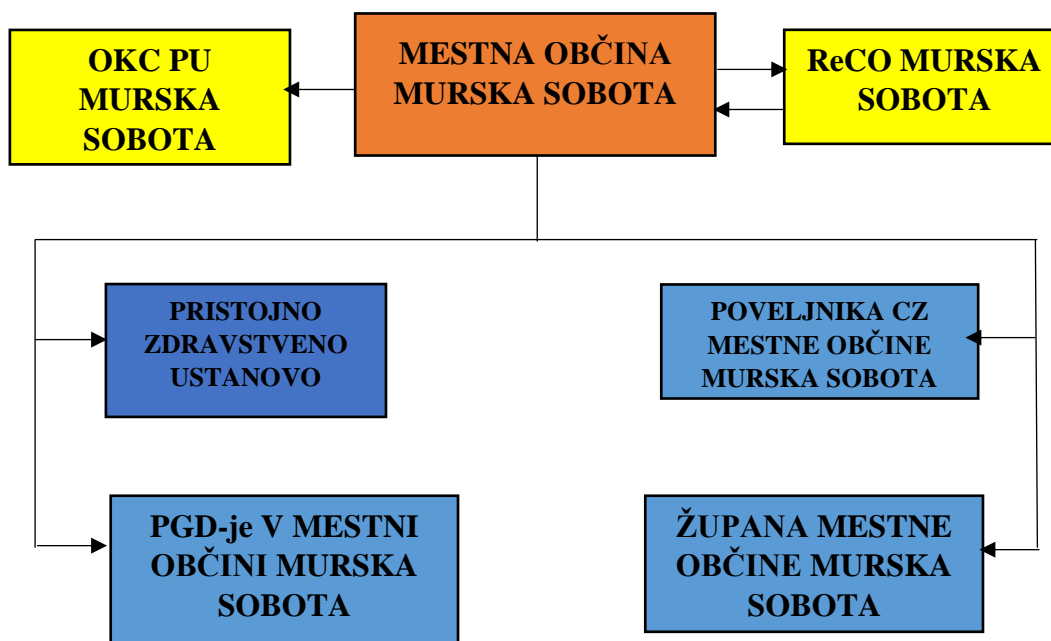 OKC PU
MURSKA
SOBOTA
MESTNA OBČINA
MURSKA SOBOTA
ReCO MURSKA
SOBOTA
PRISTOJNO
ZDRAVSTVENO
USTANOVO
POVELJNIKA CZ
MESTNE OBČINE
MURSKA SOBOTA
PGD-je V MESTNI
OBČINI MURSKA
SOBOTA
ŽUPANA MESTNE
OBČINE MURSKA
SOBOTA